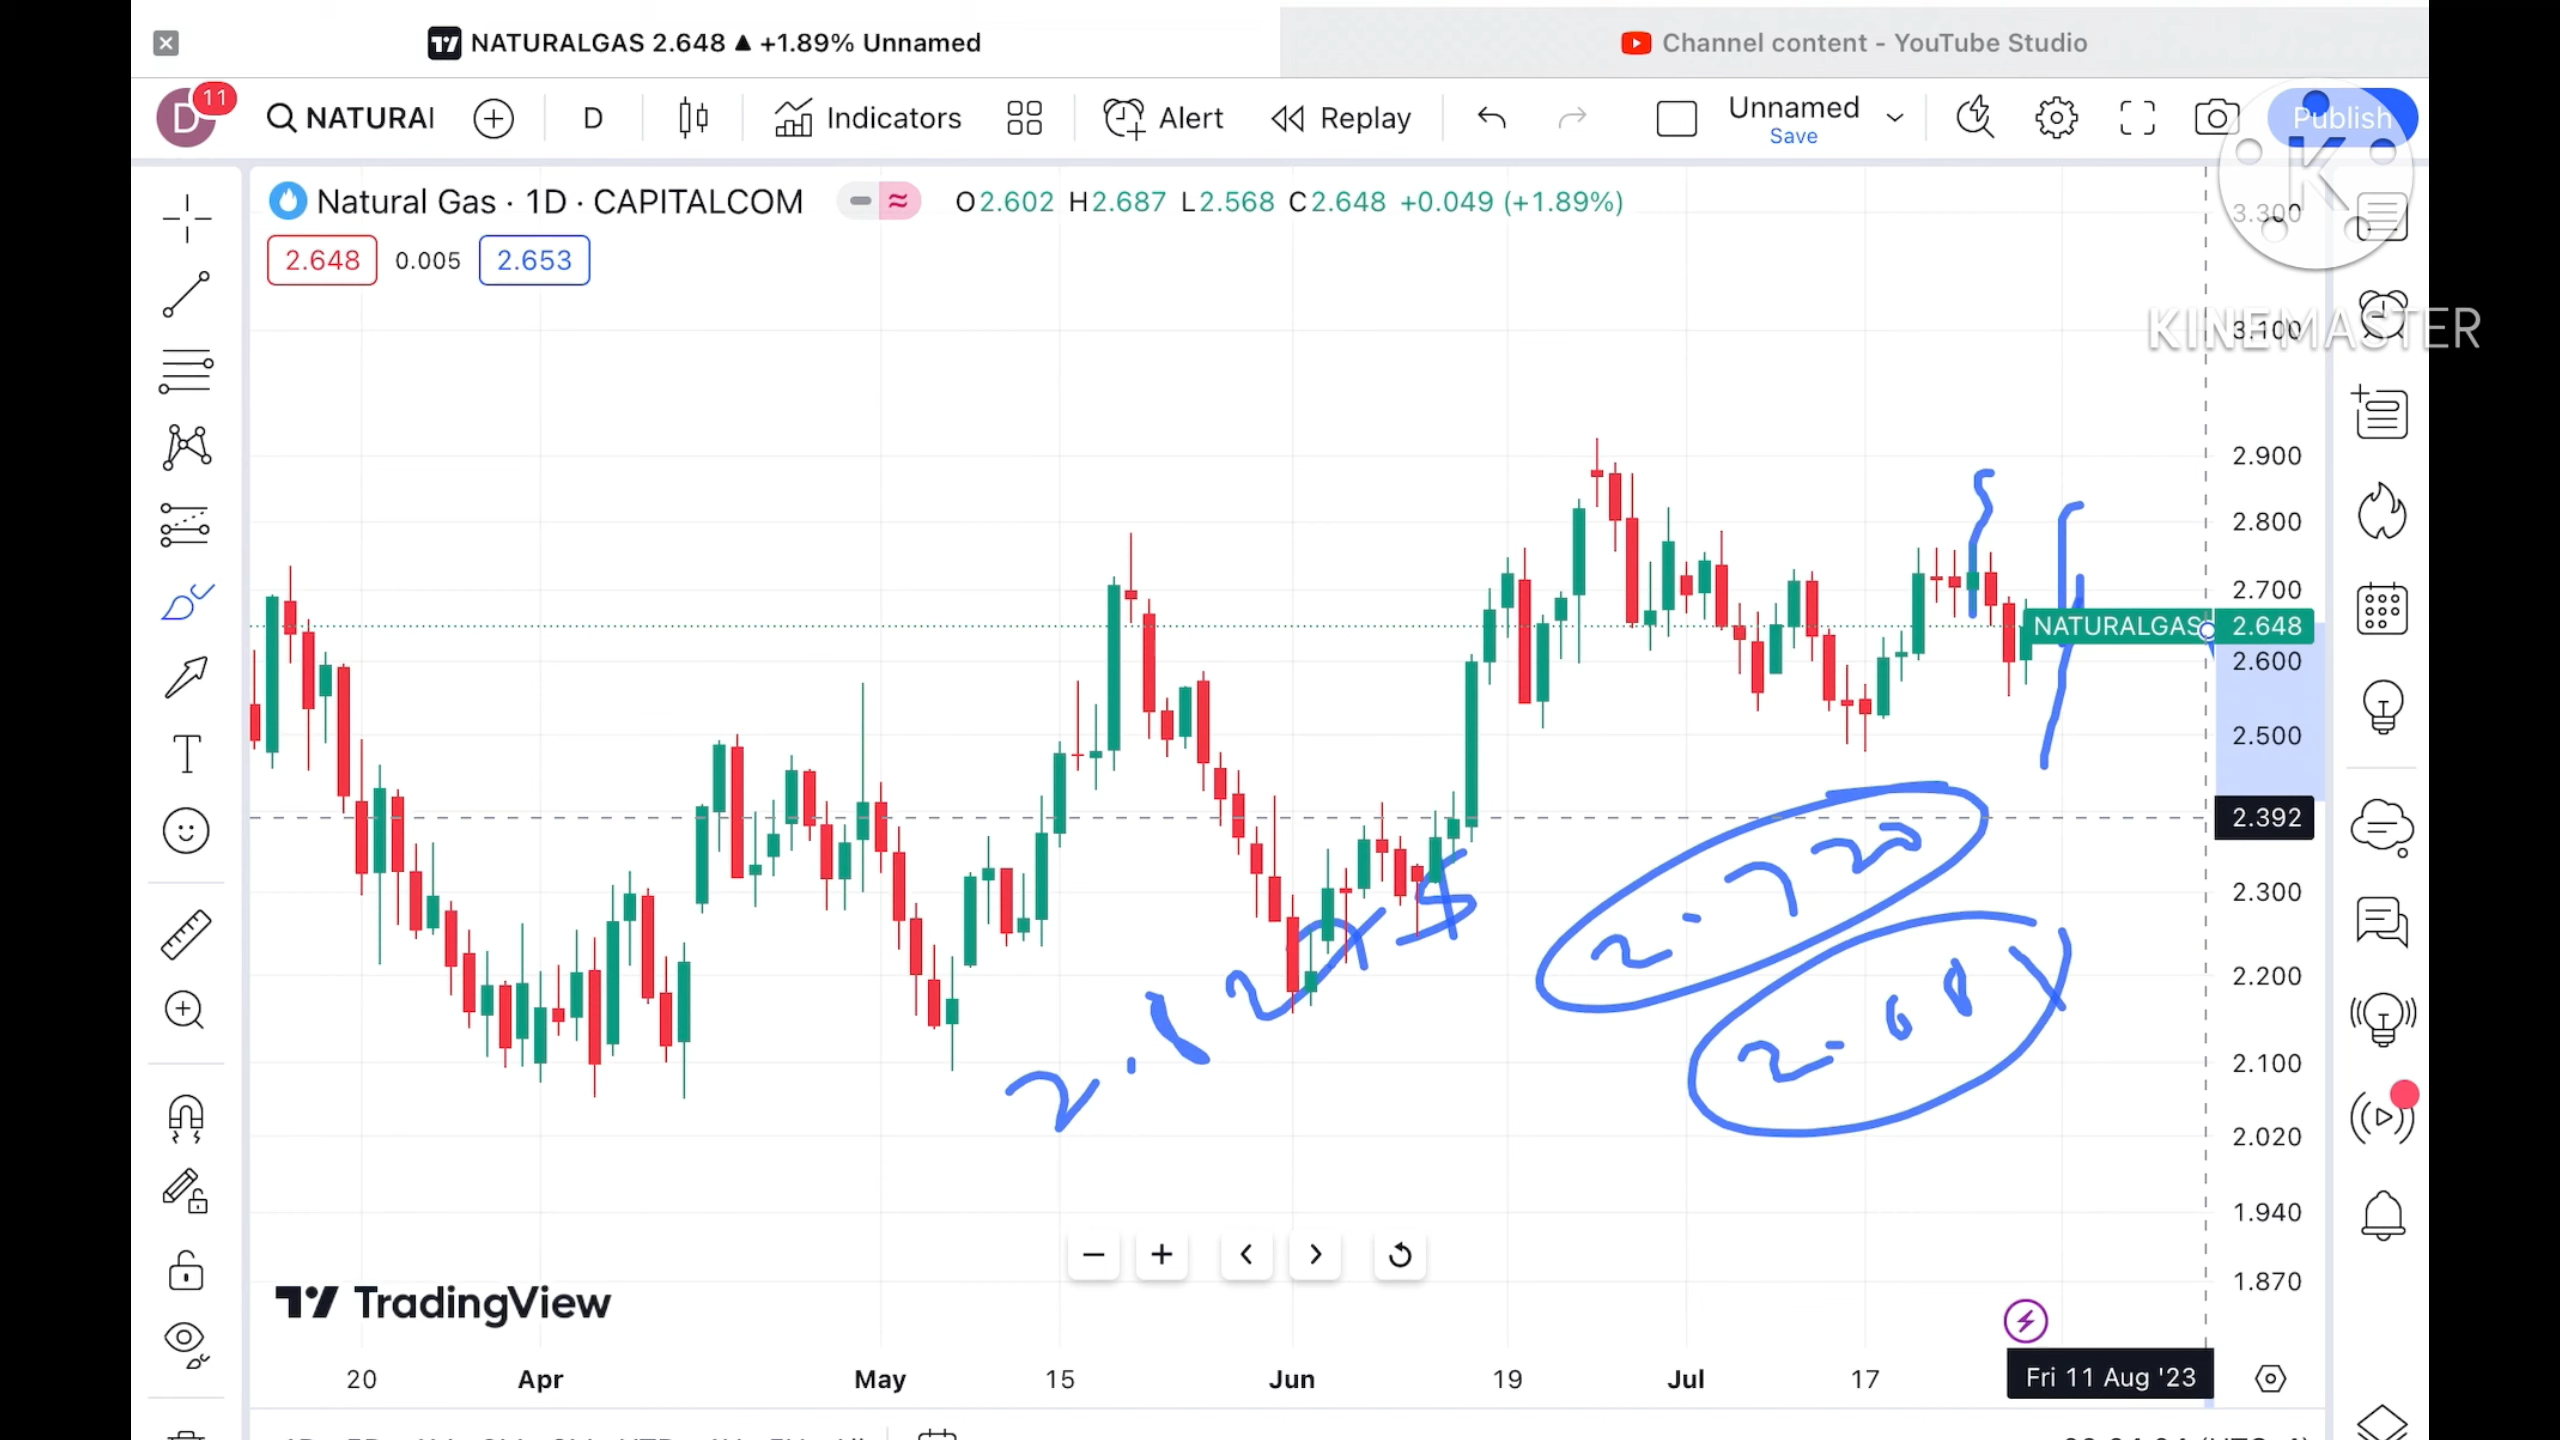 NATURALGAS 2.648 ▲ +1.89% Unnamed
Channel content - YouTube Studio
D 11 NATURAI D Indicators Alert Replay Unnamed Save Publish
K
KINEMASTER
Natural Gas · 1D · CAPITALCOM O2.602 H2.687 L2.568 C2.648 +0.049 (+1.89%)
2.648 0.005 2.653
3.300
3.100
2.900
2.800
2.700
NATURALGAS 2.648
2.600
2.500
2.392
2.300
2.200
2.100
2.020
1.940
1.870
2-720
2-68
TradingView
20 Apr May 15 Jun 19 Jul 17 Fri 11 Aug '23